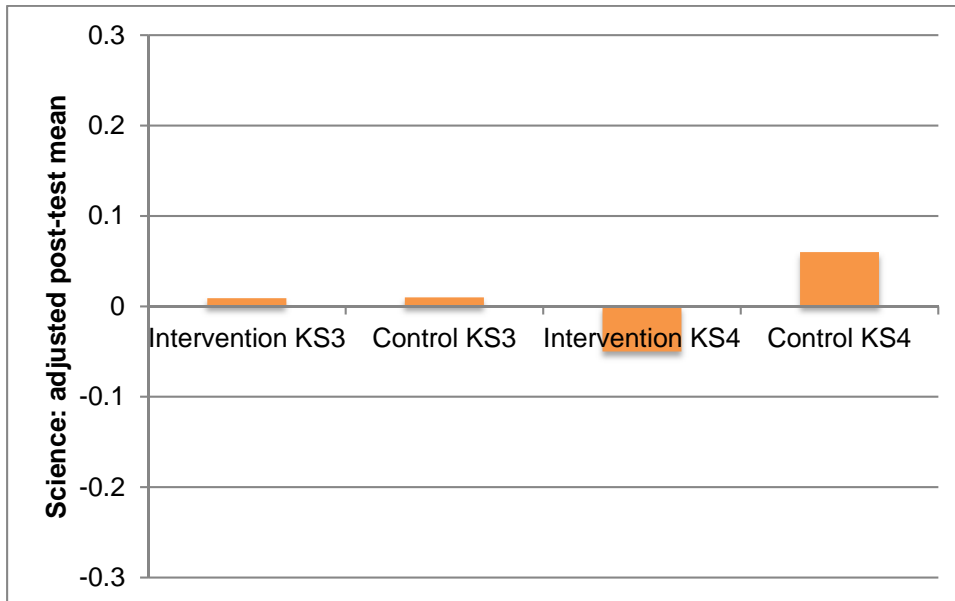 Science: adjusted post-test mean
0.3
0.2
0.1
0
-0.1
-0.2
-0.3
Intervention KS3
Control KS3
Intervention KS4
Control KS4